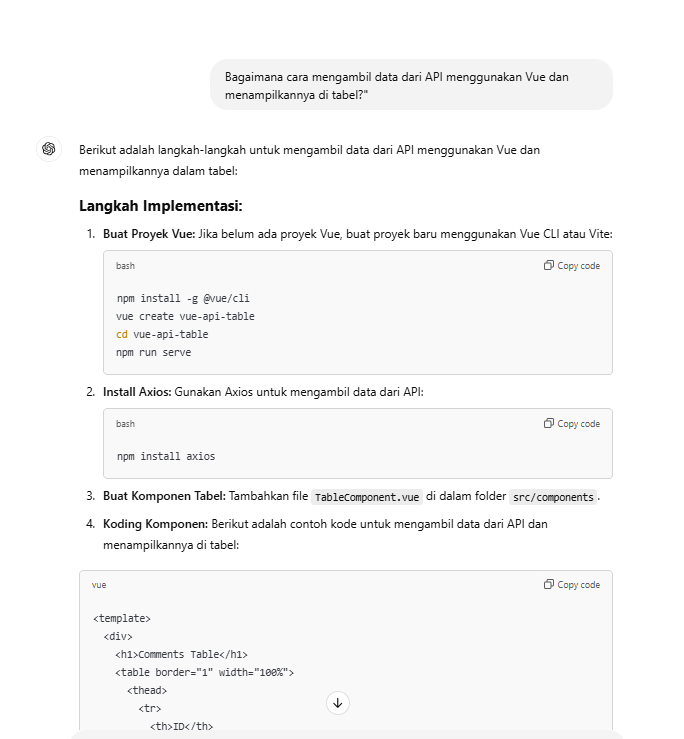 Bagaimana cara mengambil data dari API menggunakan Vue dan
menampilkannya di tabel?"
Berikut adalah langkah-langkah untuk mengambil data dari API menggunakan Vue dan
menampilkannya dalam tabel:
Langkah Implementasi:
1. Buat Proyek Vue: Jika belum ada proyek Vue, buat proyek baru menggunakan Vue CLI atau Vite:
bash Copy code
npm install -g @vue/cli
vue create vue-api-table
cd vue-api-table
npm run serve
2. Install Axios: Gunakan Axios untuk mengambil data dari API:
bash Copy code
npm install axios
3. Buat Komponen Tabel: Tambahkan file TableComponent.vue di dalam folder src/components.
4. Koding Komponen: Berikut adalah contoh kode untuk mengambil data dari API dan
menampilkannya di tabel:
vue Copy code
<template>
<div>
<h1>Comments Table</h1>
<table border="1" width="100%">
<thead>
<tr>
<th>ID</th>